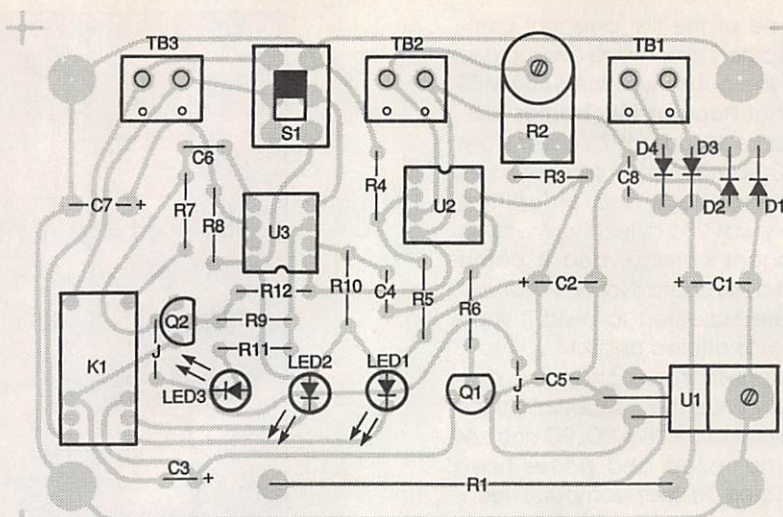 TB3
TB2
TB1
S1
R2
D4
D3
C6
R3
C8
R4
U2
D2
D1
C7 +
R7
R8
U3
R12
R10
C4
R5
R6
+ C2
+ C1
Q2
R9
K1
J
R11
LED2
LED1
LED3
Q1
J
C5
U1
C3 +
R1